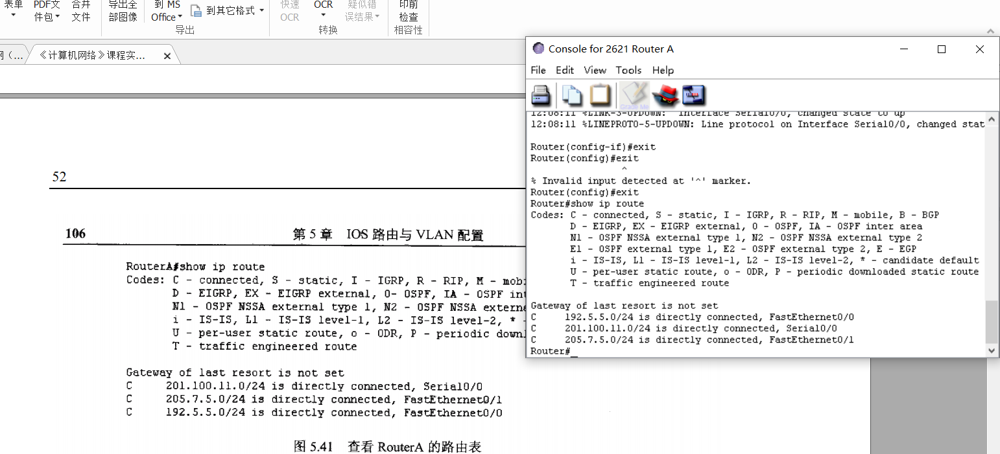 表单
PDF文
件包
合并
文件
导出全
部图像
到 MS
Office
到其它格式
导出
快速
OCR
OCR
疑似错
误结果
转换
印前
检查
相容性
网（...
《计算机网络》课程实...
52
106 第 5 章 IOS 路由与 VLAN 配置
RouterA#show ip route
Codes: C - connected, S - static, I - IGRP, R - RIP, M - mobi
D - EIGRP, EX - EIGRP external, O- OSPF, IA - OSPF int
N1 - OSPF NSSA external type 1, N2 - OSPF NSSA externa
i - IS-IS, L1 - IS-IS level-1, L2 - IS-IS level-2, * -
U - per-user static route, o - ODR, P - periodic downl
T - traffic engineered route
Gateway of last resort is not set
C 201.100.11.0/24 is directly connected, Serial0/0
C 205.7.5.0/24 is directly connected, FastEthernet0/1
C 192.5.5.0/24 is directly connected, FastEthernet0/0
图 5.41 查看 RouterA 的路由表
Console for 2621 Router A
File Edit View Tools Help
Grade Me
12:08:11 %LINK-3-UPDOWN: Interface Serial0/0, changed state to up
12:08:11 %LINEPROTO-5-UPDOWN: Line protocol on Interface Serial0/0, changed stat
Router(config-if)#exit
Router(config)#ezit
^
% Invalid input detected at '^' marker.
Router(config)#exit
Router#show ip route
Codes: C - connected, S - static, I - IGRP, R - RIP, M - mobile, B - BGP
D - EIGRP, EX - EIGRP external, O - OSPF, IA - OSPF inter area
N1 - OSPF NSSA external type 1, N2 - OSPF NSSA external type 2
E1 - OSPF external type 1, E2 - OSPF external type 2, E - EGP
i - IS-IS, L1 - IS-IS level-1, L2 - IS-IS level-2, * - candidate default
U - per-user static route, o - ODR, P - periodic downloaded static route
T - traffic engineered route
Gateway of last resort is not set
C 192.5.5.0/24 is directly connected, FastEthernet0/0
C 201.100.11.0/24 is directly connected, Serial0/0
C 205.7.5.0/24 is directly connected, FastEthernet0/1
Router#_